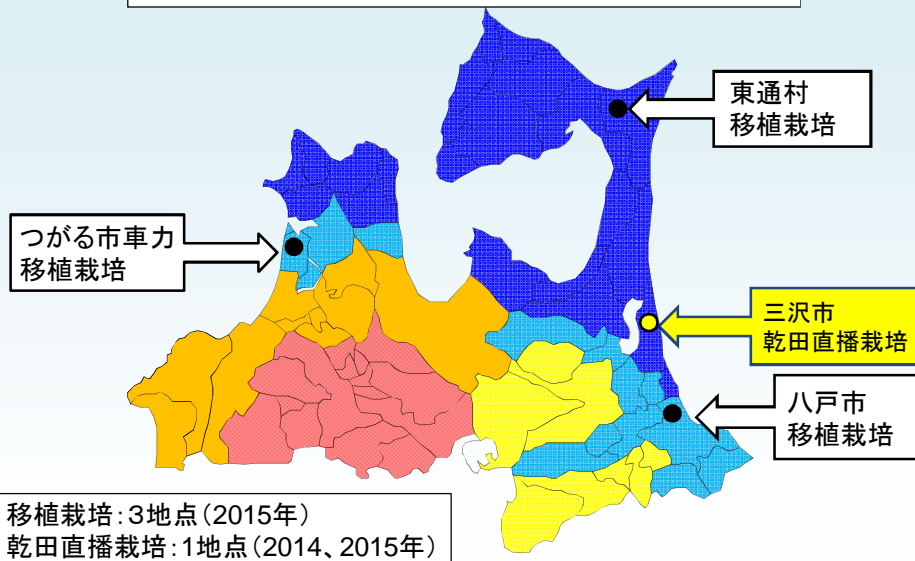 東通村
移植栽培
つがる市車力
移植栽培
三沢市
乾田直播栽培
八戸市
移植栽培
移植栽培:3地点(2015年)
乾田直播栽培:1地点(2014、2015年)